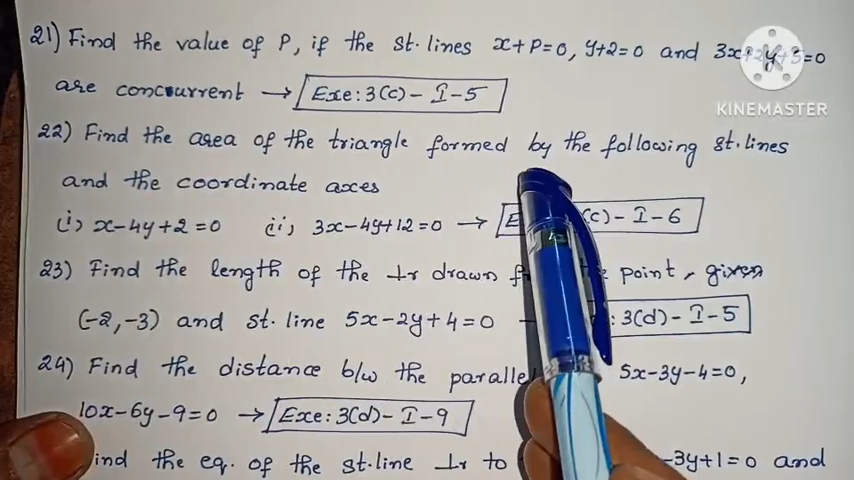 21) Find the value of P, if the st. lines x+P=0, y+2=0 and 3x+2y+3=0
are concurrent → Exe: 3(c) - I - 5
22) Find the area of the triangle formed by the following st. lines
and the coordinate axes
(i) x-4y+2=0 (ii) 3x-4y+12=0 → (c) - I - 6
23) Find the length of the ⊥r drawn point, given
(-2, -3) and st. line 5x-2y+4=0 : 3(d) - I - 5
24) Find the distance b/w the 5x-3y-4=0,
10x-6y-9=0 → Exe: 3(d) - I - 9
the eq. of the st. line ⊥r to -3y+1=0 and
K
KINEMASTER